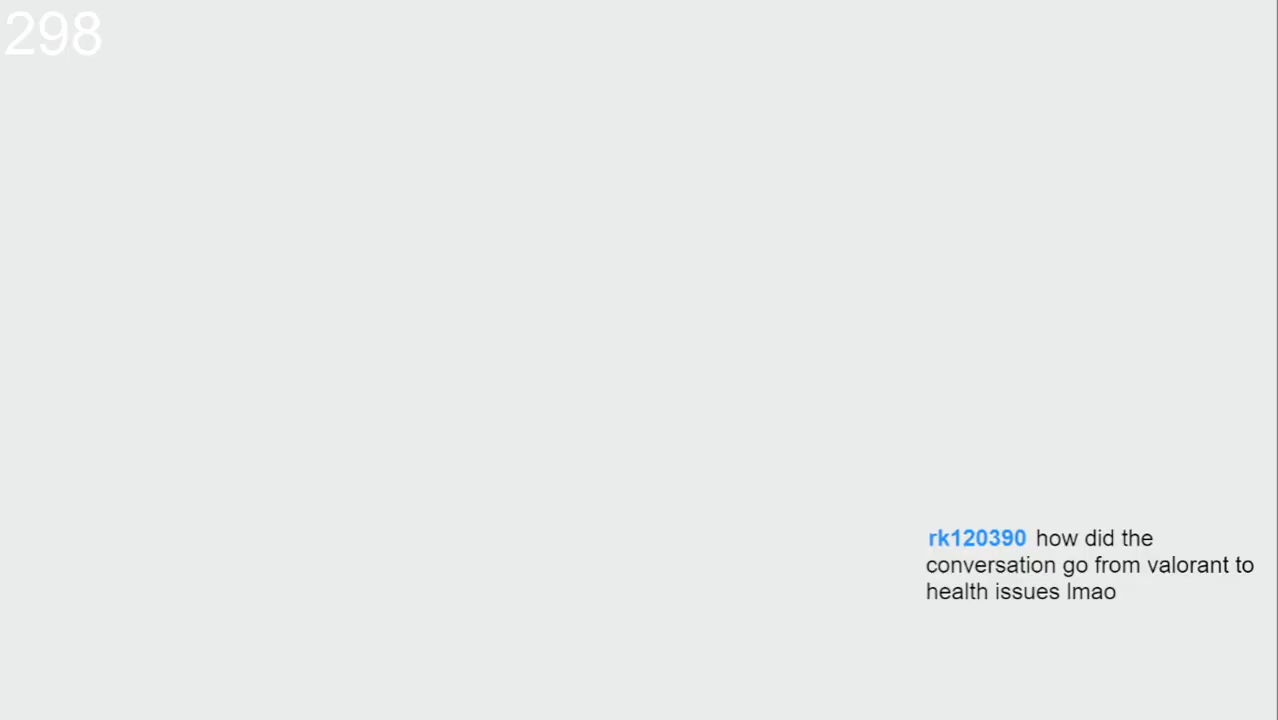 298
rk120390 how did the
conversation go from valorant to
health issues lmao